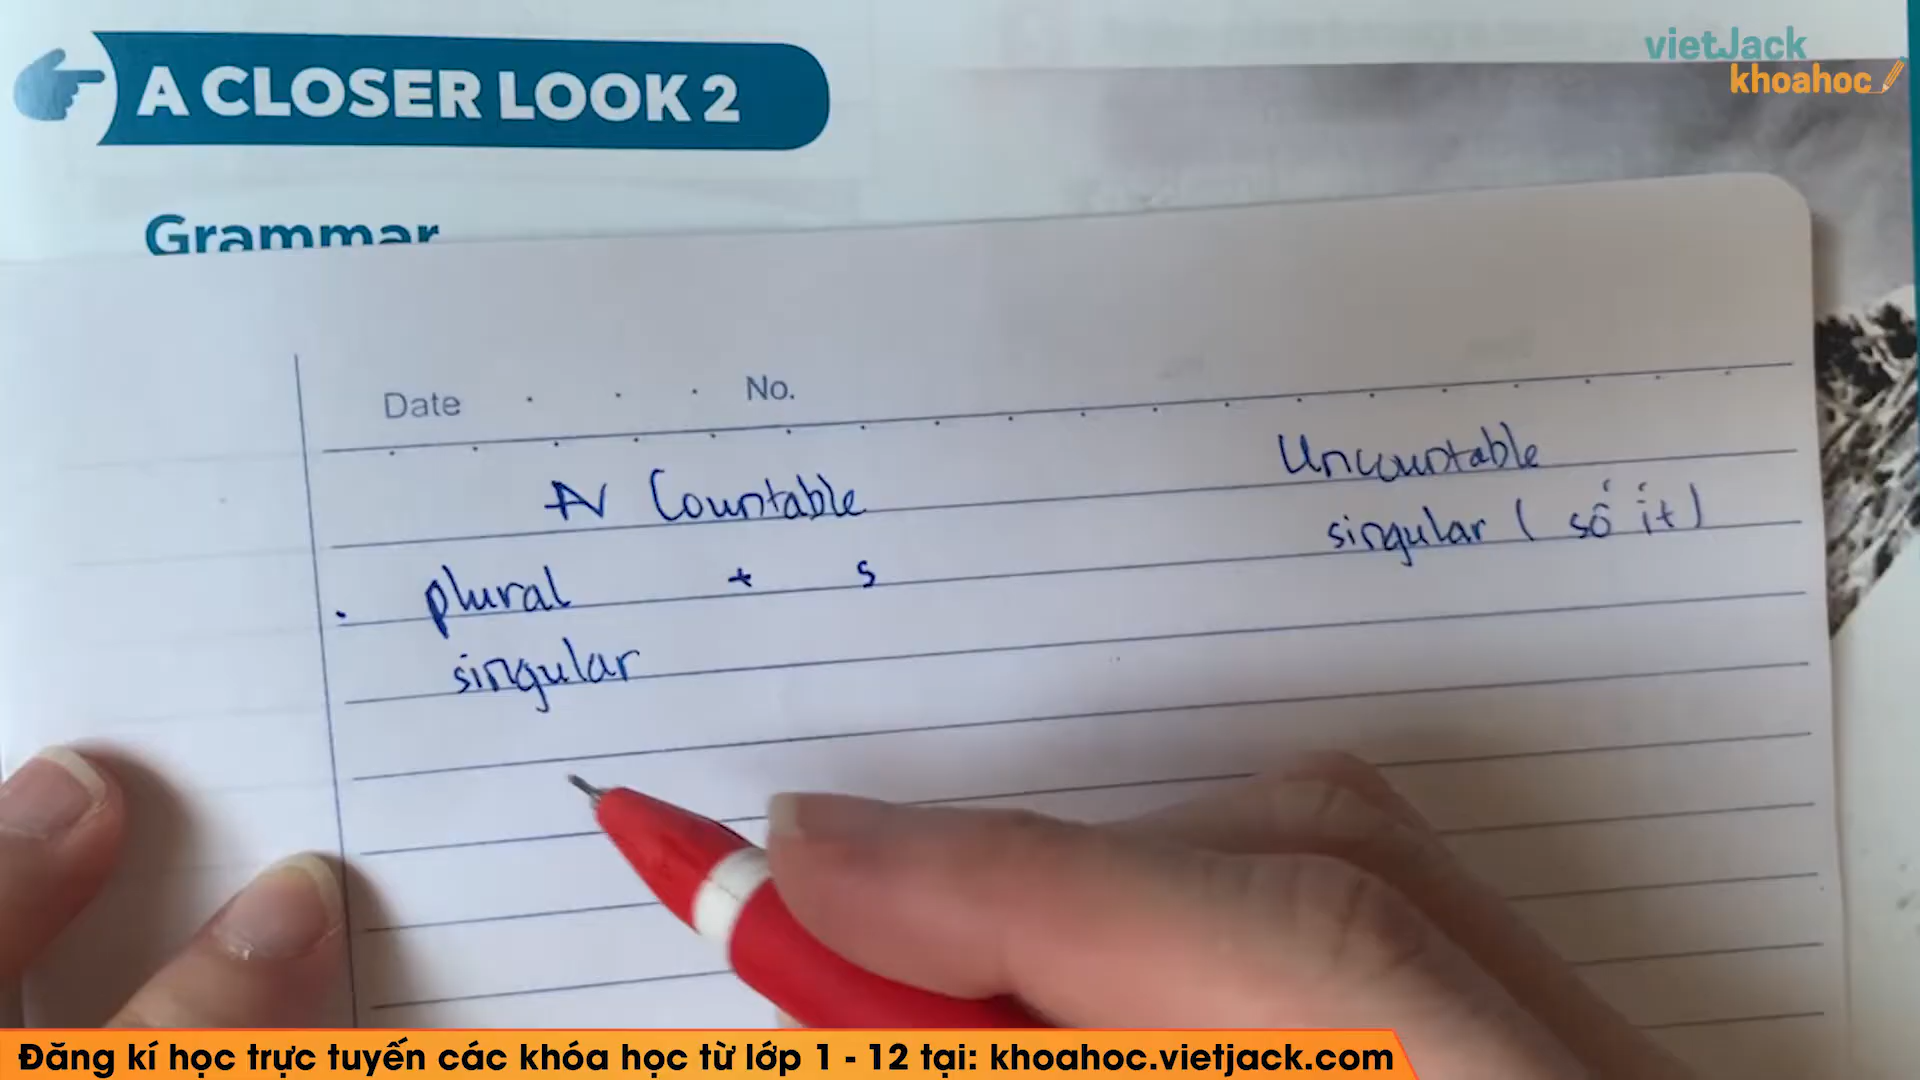 vietJack
khoahoc
A CLOSER LOOK 2
Grammar
Date No.
N Countable Uncountable
plural + s singular ( số ít)
singular
Đăng kí học trực tuyến các khóa học từ lớp 1 - 12 tại: khoahoc.vietjack.com